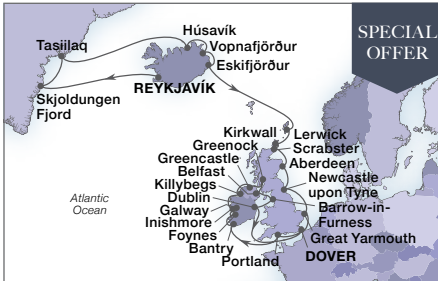 SPECIAL
OFFER
Húsavík
Tasiilaq
Vopnafjörður
Eskifjörður
REYKJAVÍK
Skjoldungen
Fjord
Kirkwall
Lerwick
Greenock
Scrabster
Greencastle
Aberdeen
Belfast
Newcastle
upon Tyne
Killybegs
Dublin
Barrow-in-
Furness
Atlantic
Ocean
Galway
Inishmore
Great Yarmouth
Foynes
DOVER
Bantry
Portland